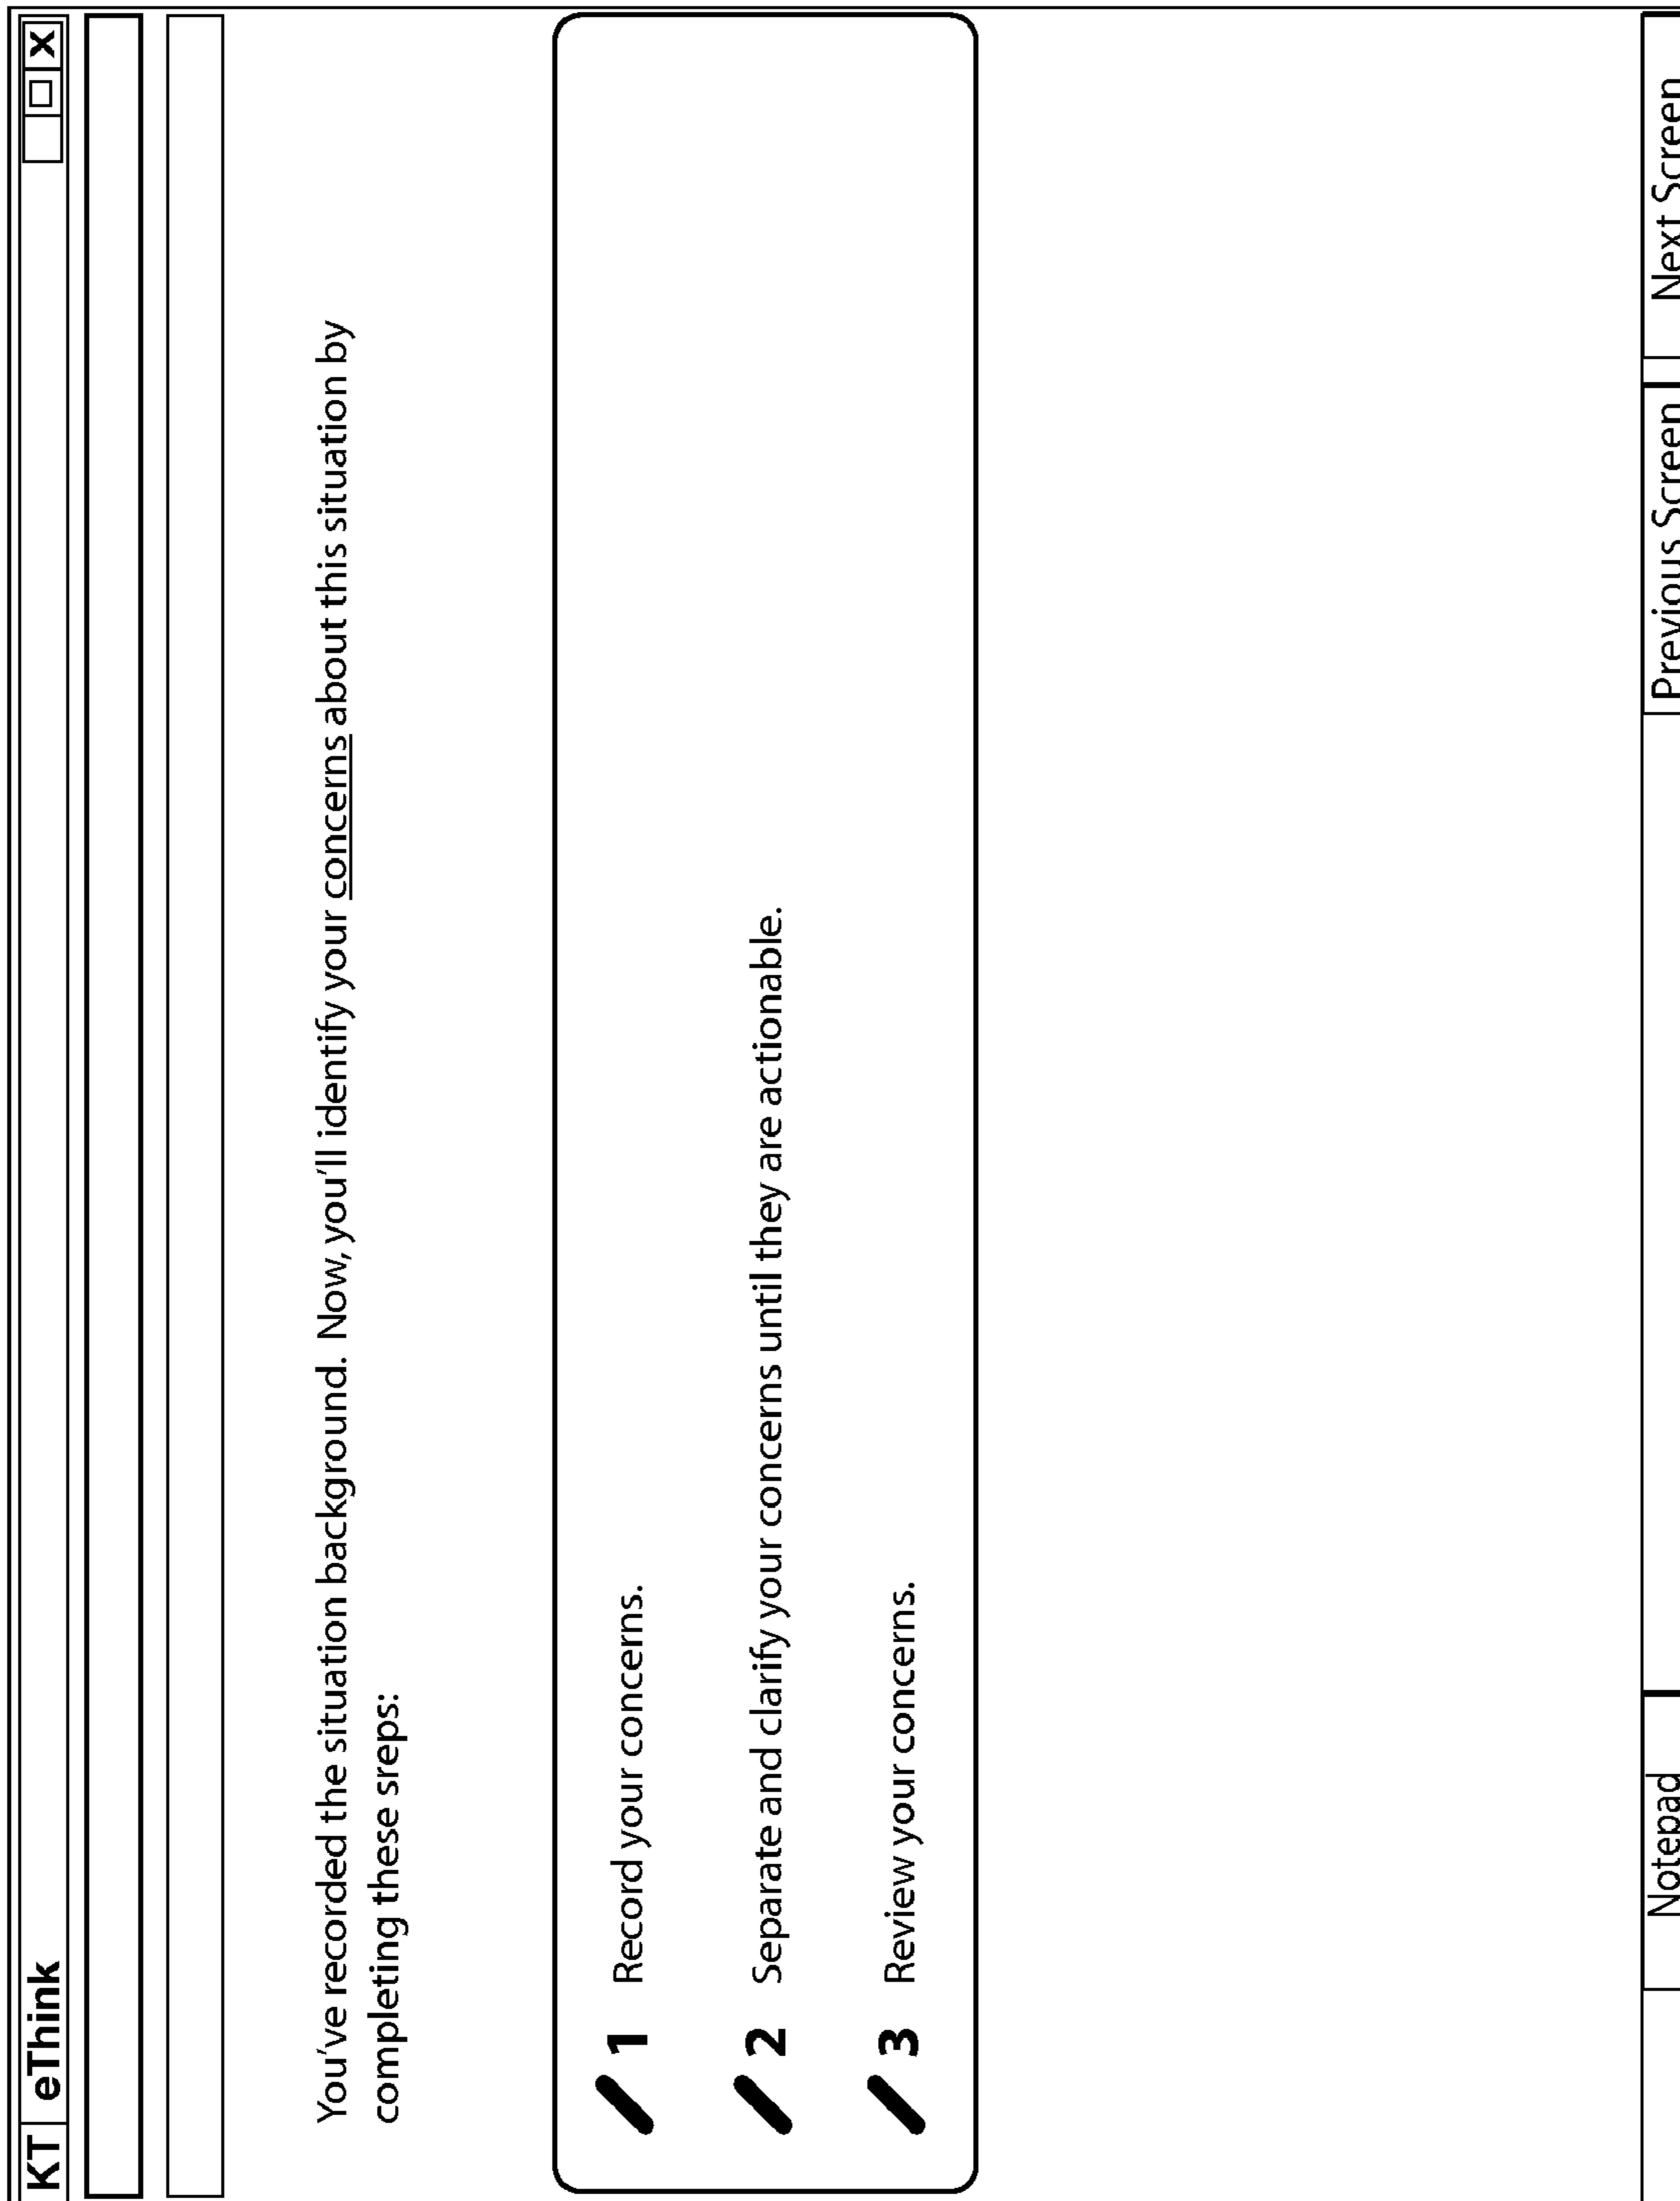 KT eThink X
You've recorded the situation background. Now, you'll identify your concerns about this situation by
completing these sreps:
1 Record your concerns.
2 Separate and clarify your concerns until they are actionable.
3 Review your concerns.
Notepad Previous Screen Next Screen